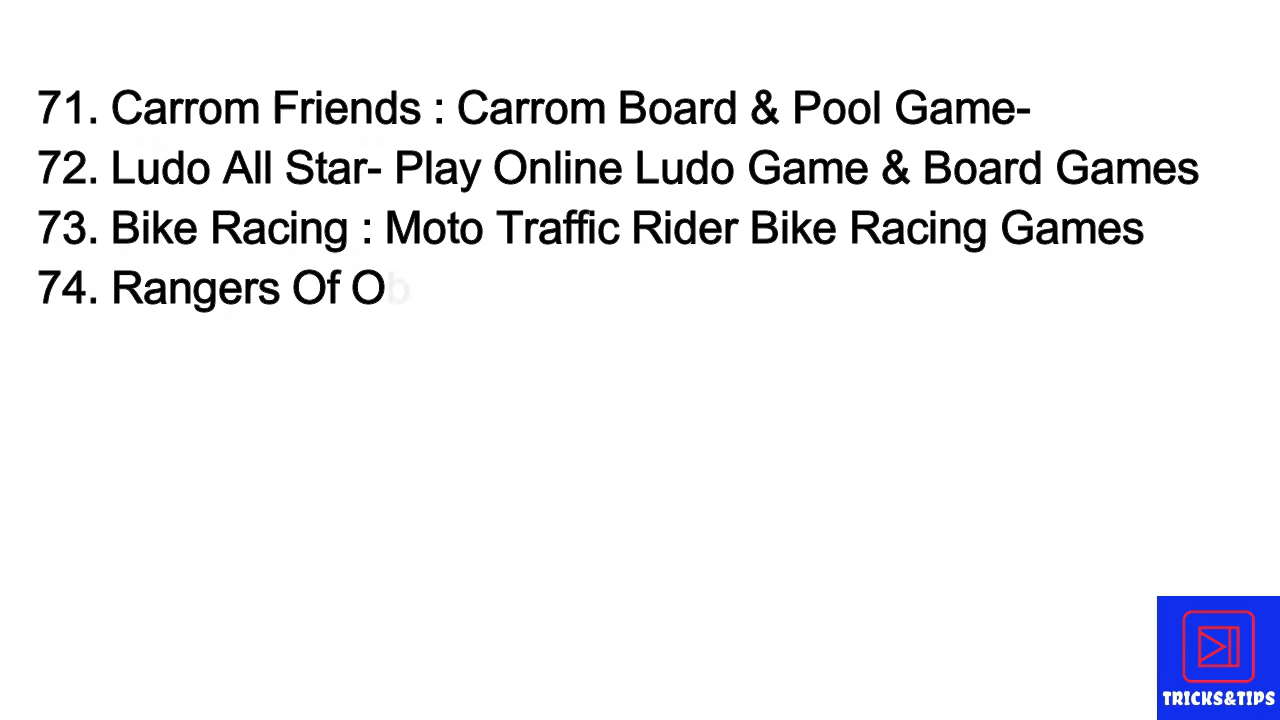 71. Carrom Friends : Carrom Board & Pool Game-
72. Ludo All Star- Play Online Ludo Game & Board Games
73. Bike Racing : Moto Traffic Rider Bike Racing Games
74. Rangers Of Ob
TRICKS&TIPS